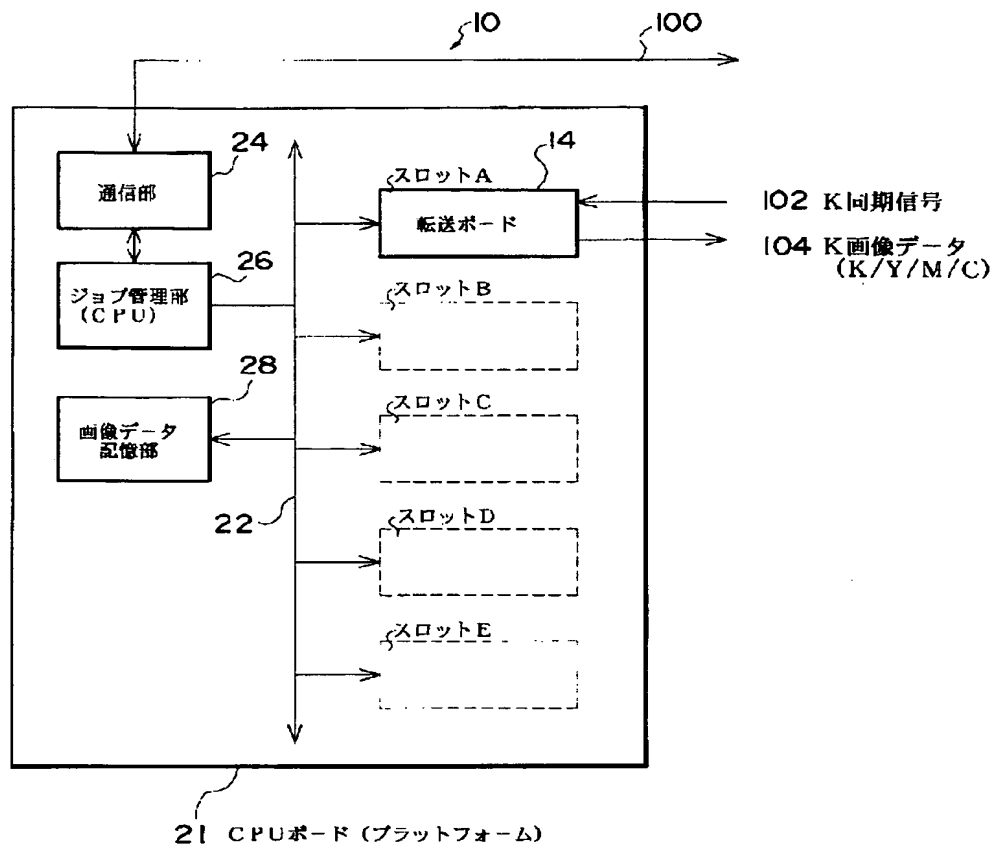 10
100
24
通信部
26
ジョブ管理部
(CPU)
28
画像データ
記憶部
22
スロットA
14
転送ボード
102 K同期信号
104 K画像データ
(K/Y/M/C)
スロットB
スロットC
スロットD
スロットE
21 CPUボード(プラットフォーム)